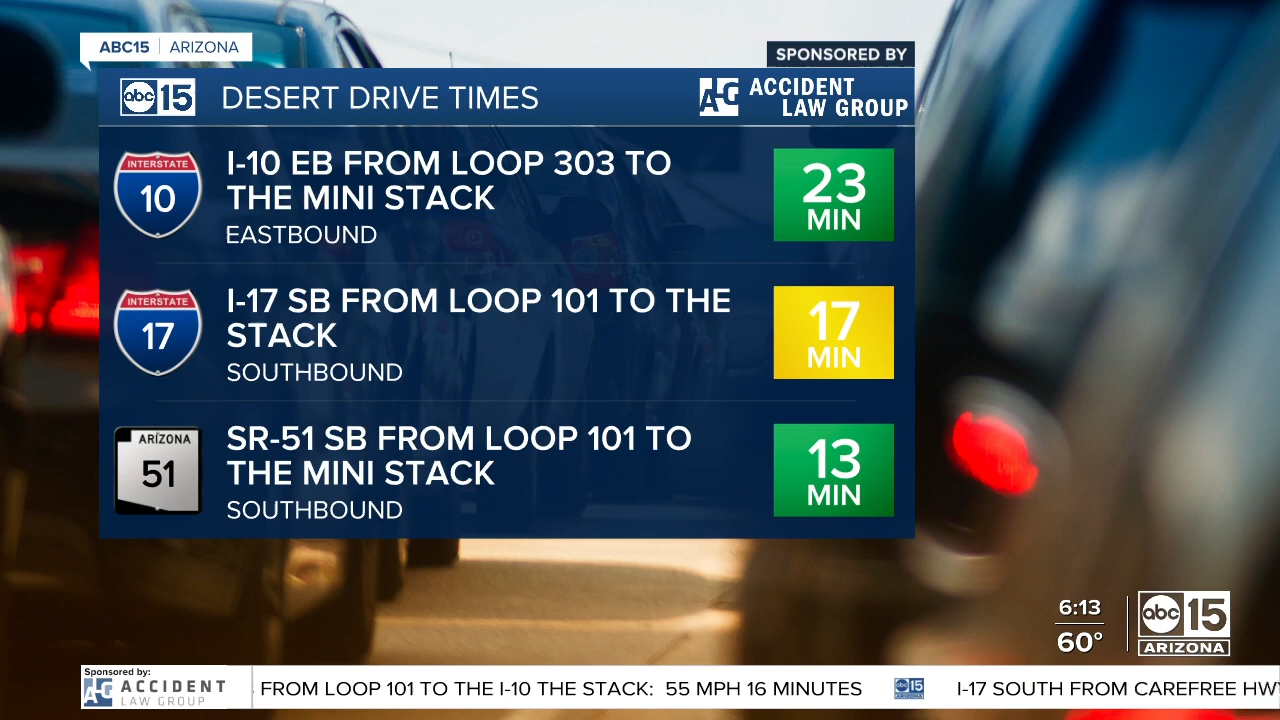 ABC15 | ARIZONA
SPONSORED BY
abc 15
DESERT DRIVE TIMES
ALG ACCIDENT
LAW GROUP
INTERSTATE
10
I-10 EB FROM LOOP 303 TO
THE MINI STACK
EASTBOUND
23
MIN
INTERSTATE
17
I-17 SB FROM LOOP 101 TO THE
STACK
SOUTHBOUND
17
MIN
ARIZONA
51
SR-51 SB FROM LOOP 101 TO
THE MINI STACK
SOUTHBOUND
13
MIN
6:13
60°
abc 15
ARIZONA
Sponsored by:
ALG ACCIDENT
LAW GROUP
FROM LOOP 101 TO THE I-10 THE STACK: 55 MPH 16 MINUTES abc 15 I-17 SOUTH FROM CAREFREE HWY